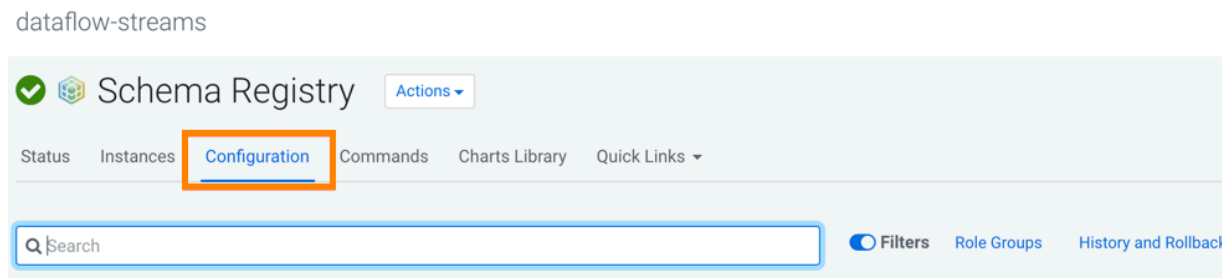 dataflow-streams
Schema Registry Actions
Status Instances Configuration Commands Charts Library Quick Links
Search Filters Role Groups History and Rollback